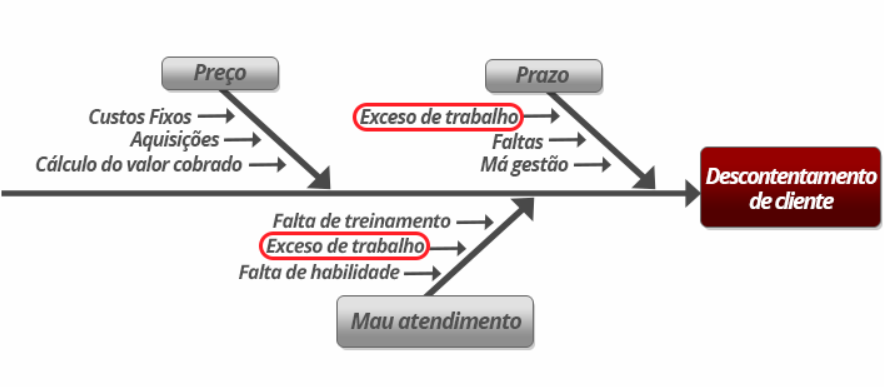 Preço
Custos Fixos
Aquisições
Cálculo do valor cobrado
Prazo
Exceso de trabalho
Faltas
Má gestão
Descontentamento
de cliente
Falta de treinamento
Exceso de trabalho
Falta de habilidade
Mau atendimento